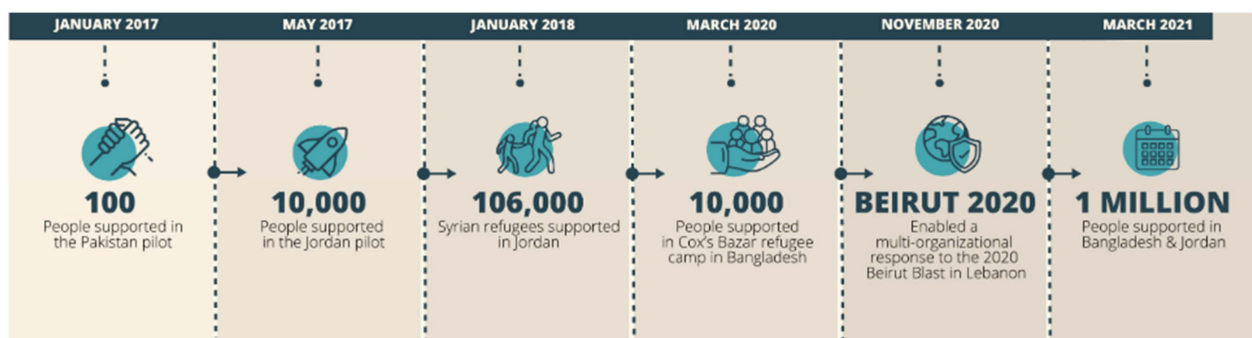 JANUARY 2017
100
People supported in
the Pakistan pilot
MAY 2017
10,000
People supported
in the Jordan pilot
JANUARY 2018
106,000
Syrian refugees supported
in Jordan
MARCH 2020
10,000
People supported
in Cox's Bazar refugee
camp in Bangladesh
NOVEMBER 2020
BEIRUT 2020
Enabled a
multi-organizational
response to the 2020
Beirut Blast in Lebanon
MARCH 2021
1 MILLION
People supported in
Bangladesh & Jordan